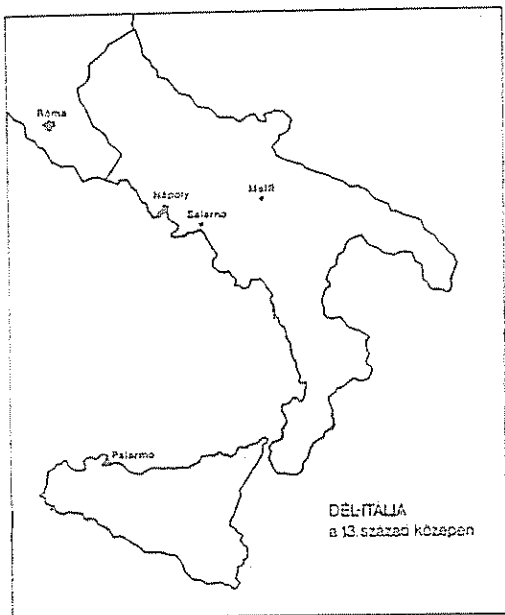 Róma
Nápoly
Melfi
Salerno
Palermo
DÉL-ITÁLIA
a 13. század közepén